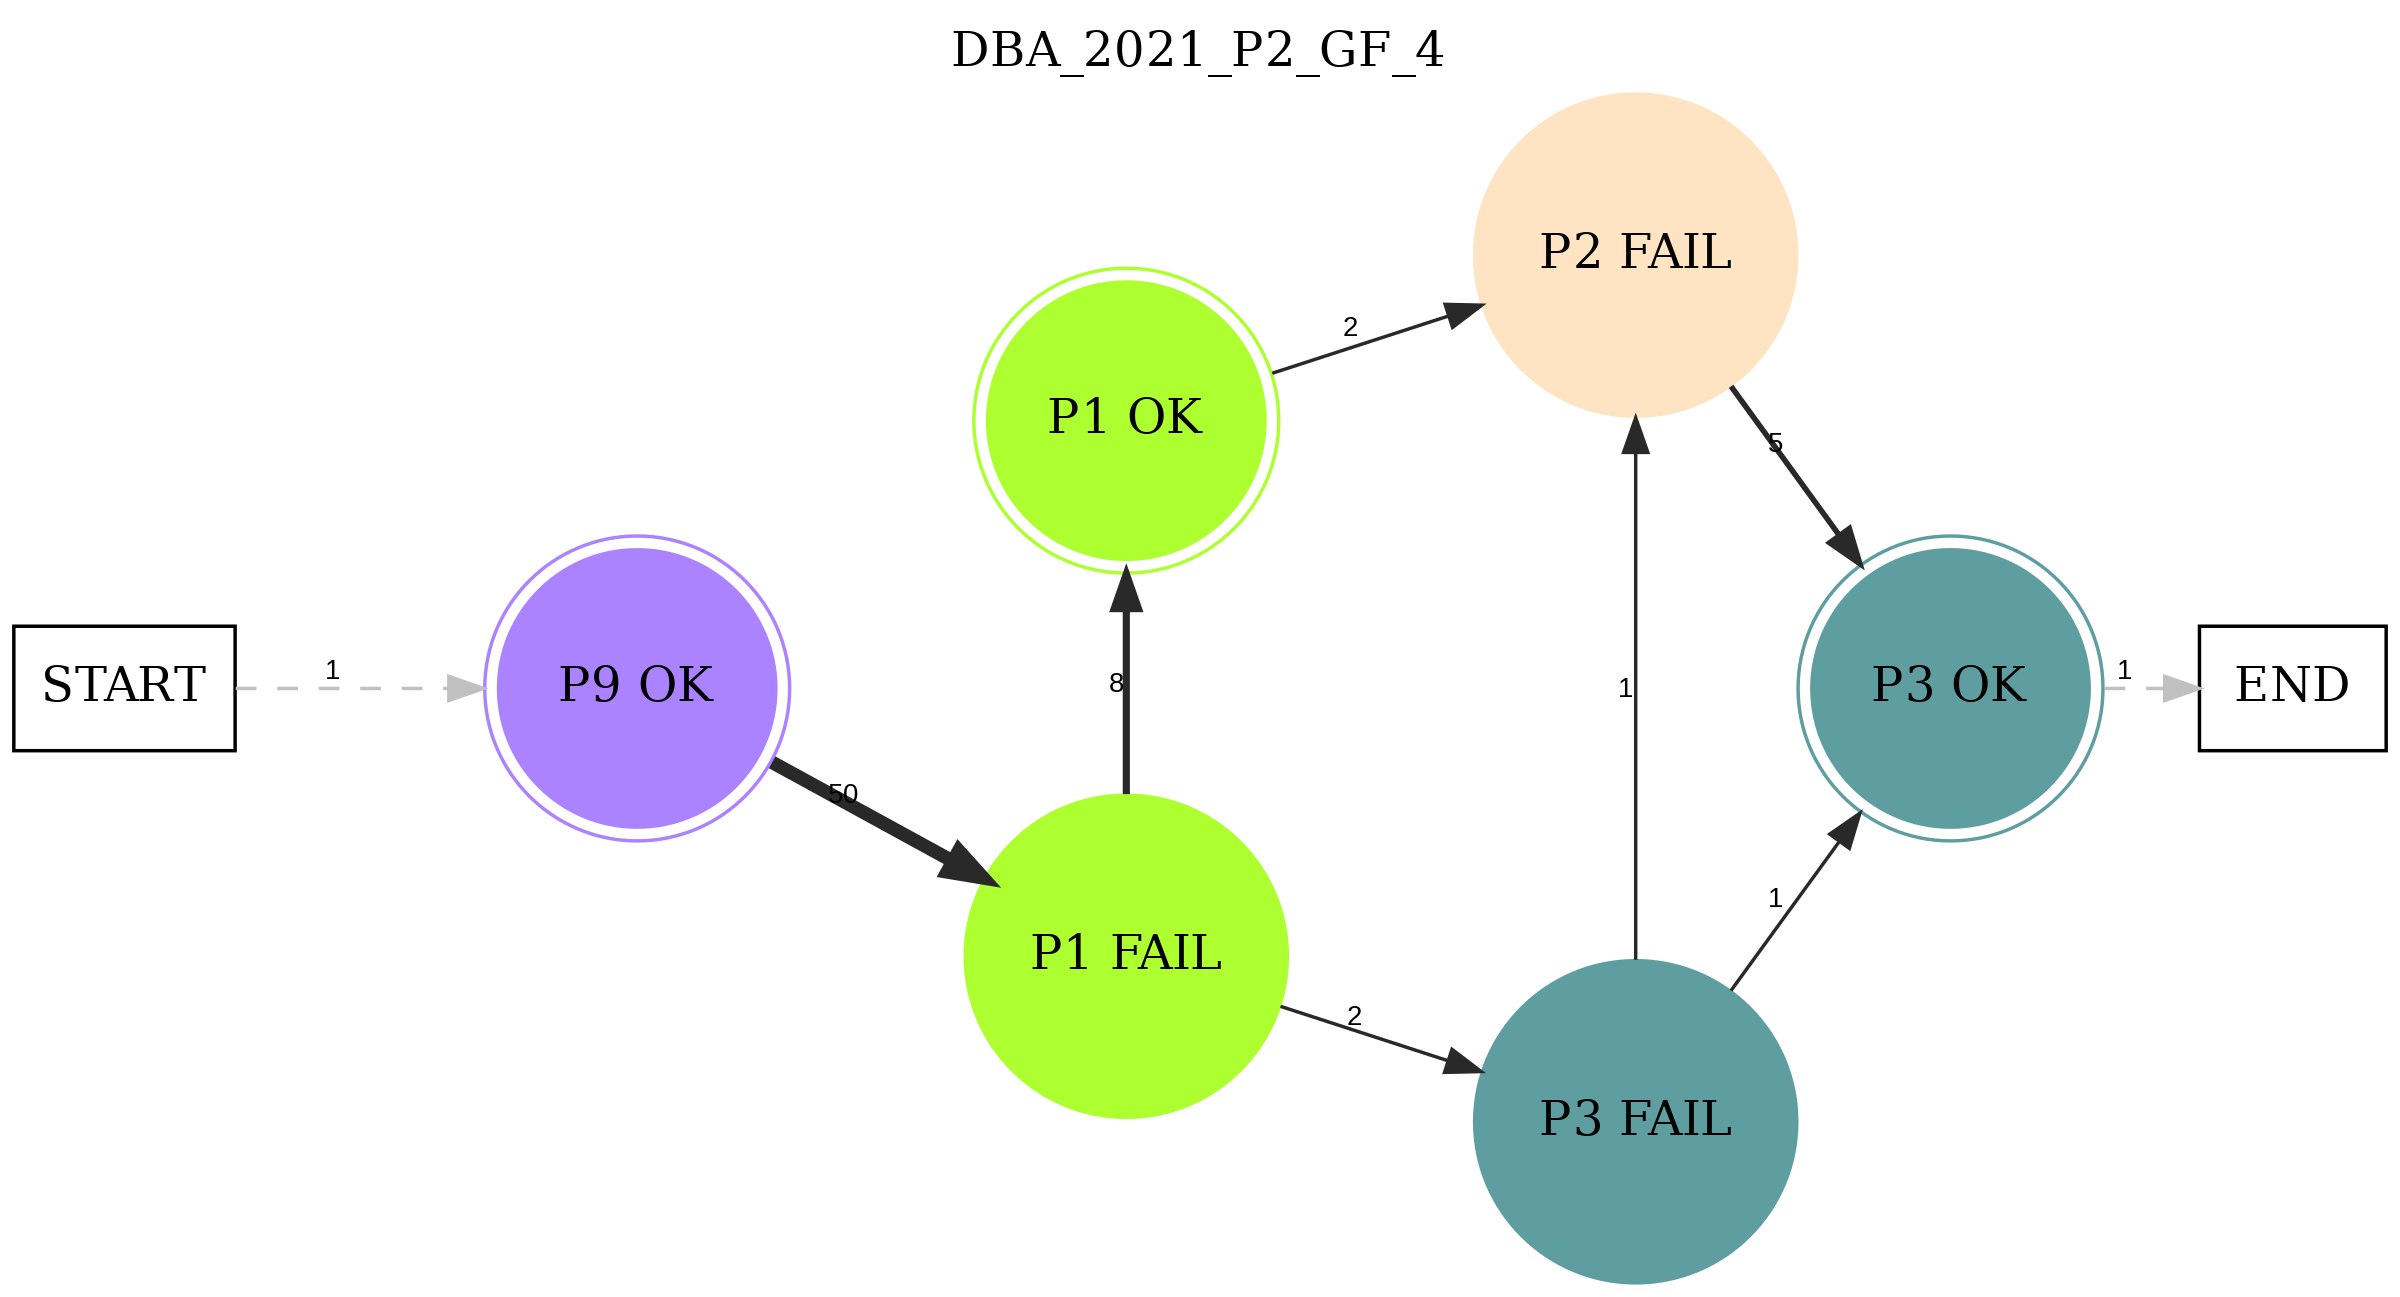 DBA_2021_P2_GF_4
P2 FAIL
2
P1 OK
5
START
1
P9 OK
8
1
P3 OK
1
END
50
1
P1 FAIL
2
P3 FAIL